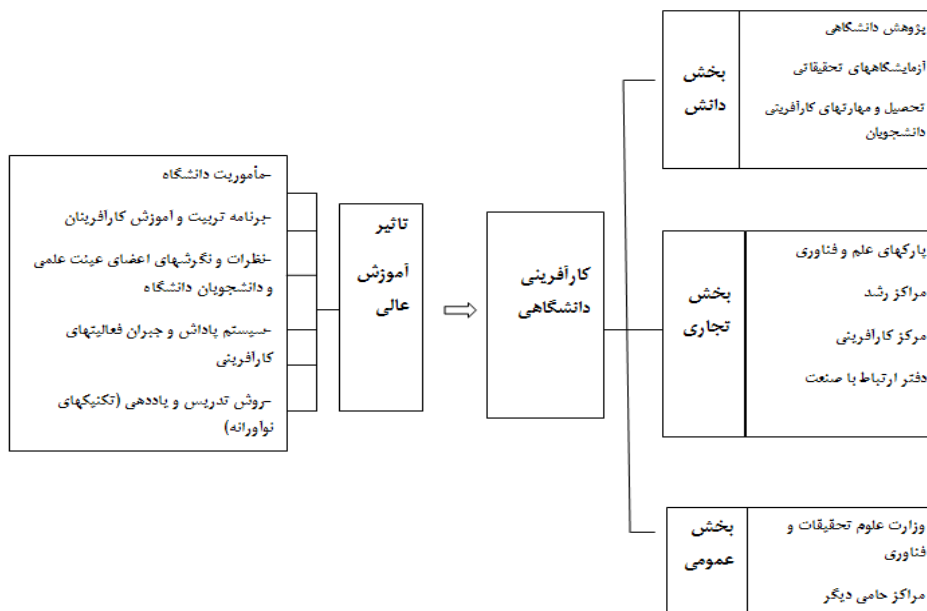 پژوهش دانشگاهی
آزمایشگاههای تحقیقاتی
تحصیل و مهارتهای کارآفرینی
دانشجویان
بخش
دانش
پارکهای علم و فناوری
مراکز رشد
مرکز کارافرینی
دفتر ارتباط با صنعت
بخش
تجاری
وزارت علوم تحقیقات و
فناوری
مراکز حامی دیگر
بخش
عمومی
کارآفرینی
دانشگاهی
تاثیر
آموزش
عالی
-مأموریت دانشگاه
-برنامه تربیت و آموزش کارآفرینان
-نظرات و نگرشهای اعضای عینت علمی
و دانشجویان دانشگاه
-سیستم پاداش و جبران فعالیتهای
کارآفرینی
-روش تدریس و یاددهی (تکنیکهای
نوآورانه)